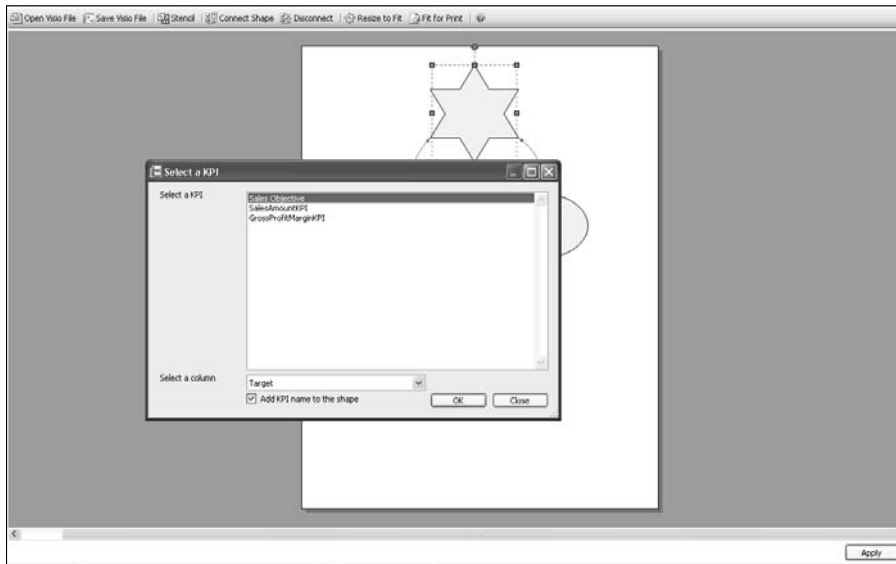 Open Visio File Save Visio File Stencil Connect Shape Disconnect Resize to Fit Fit for Print
Select a KPI
Select a KPI
Sales Objective
SalesAmountKPI
GrossProfitMarginKPI
Select a column
Target
Add KPI name to the shape
OK
Close
Apply